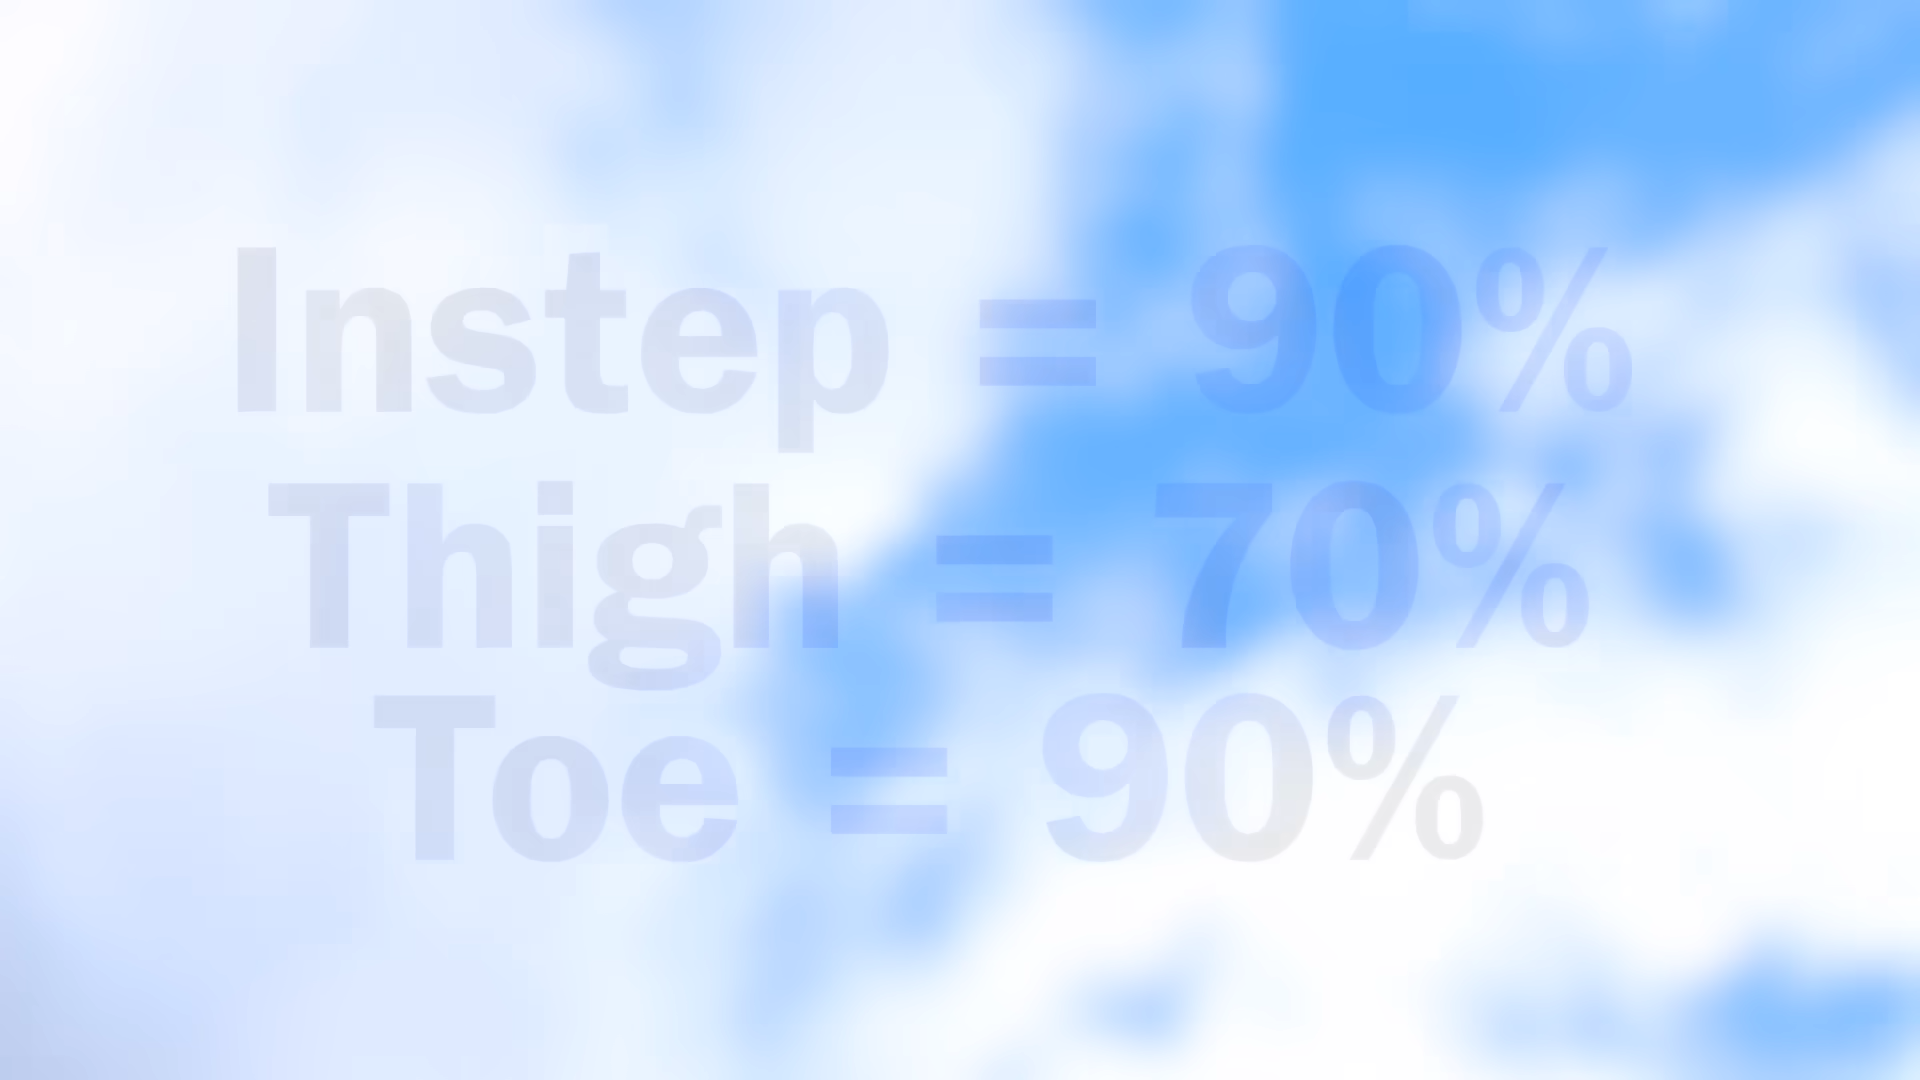 Instep = 90%
Thigh = 70%
Toe = 90%